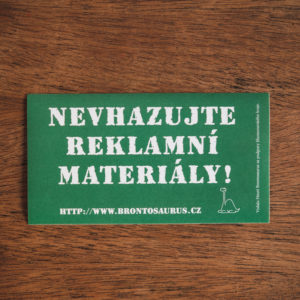 NEVHAZUJTE
REKLAMNÍ
MATERIÁLY!
HTTP://WWW.BRONTOSAURUS.CZ